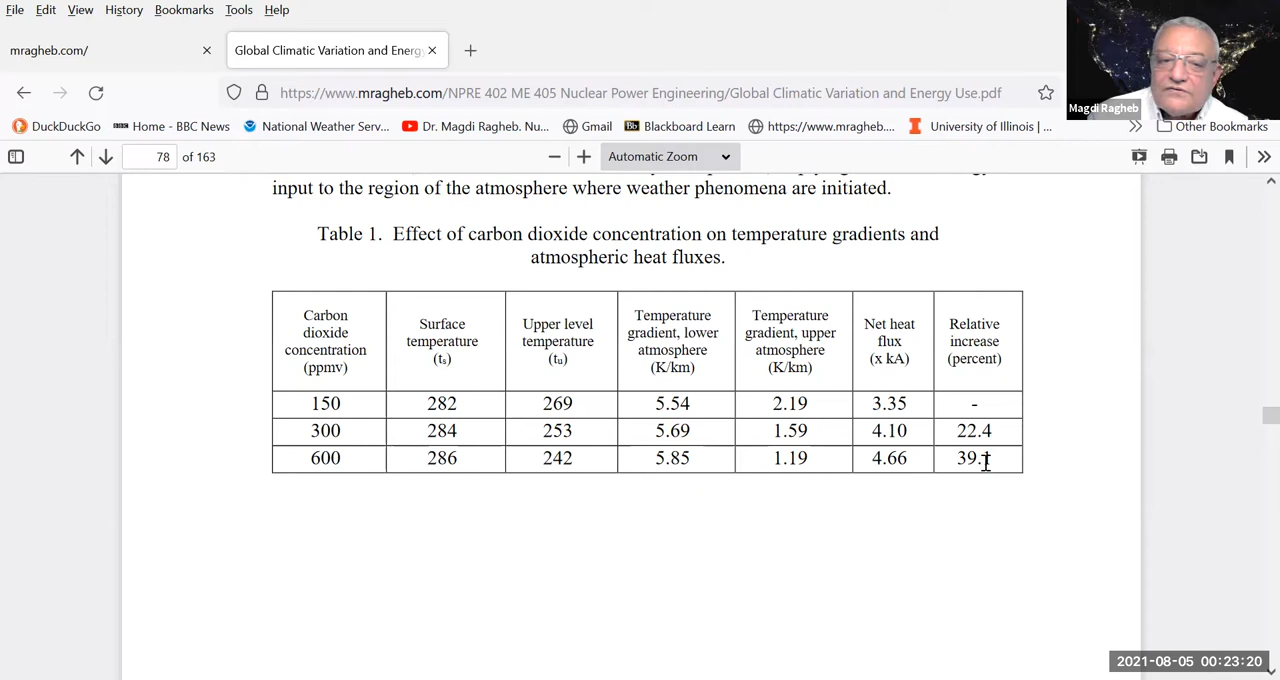 File Edit View History Bookmarks Tools Help
mragheb.com/
Global Climatic Variation and Energy
https://www.mragheb.com/NPRE 402 ME 405 Nuclear Power Engineering/Global Climatic Variation and Energy Use.pdf
DuckDuckGo BBC Home - BBC News National Weather Serv... Dr. Magdi Ragheb. Nu... Gmail Bb Blackboard Learn https://www.mragheb.... University of Illinois |... Other Bookmarks
Magdi Ragheb
78 of 163 Automatic Zoom
input to the region of the atmosphere where weather phenomena are initiated.
Table 1. Effect of carbon dioxide concentration on temperature gradients and
atmospheric heat fluxes.
Carbon
dioxide
concentration
(ppmv)
Surface
temperature
(ts)
Upper level
temperature
(tu)
Temperature
gradient, lower
atmosphere
(K/km)
Temperature
gradient, upper
atmosphere
(K/km)
Net heat
flux
(x kA)
Relative
increase
(percent)
150 282 269 5.54 2.19 3.35 -
300 284 253 5.69 1.59 4.10 22.4
600 286 242 5.85 1.19 4.66
2021-08-05 00:23:20